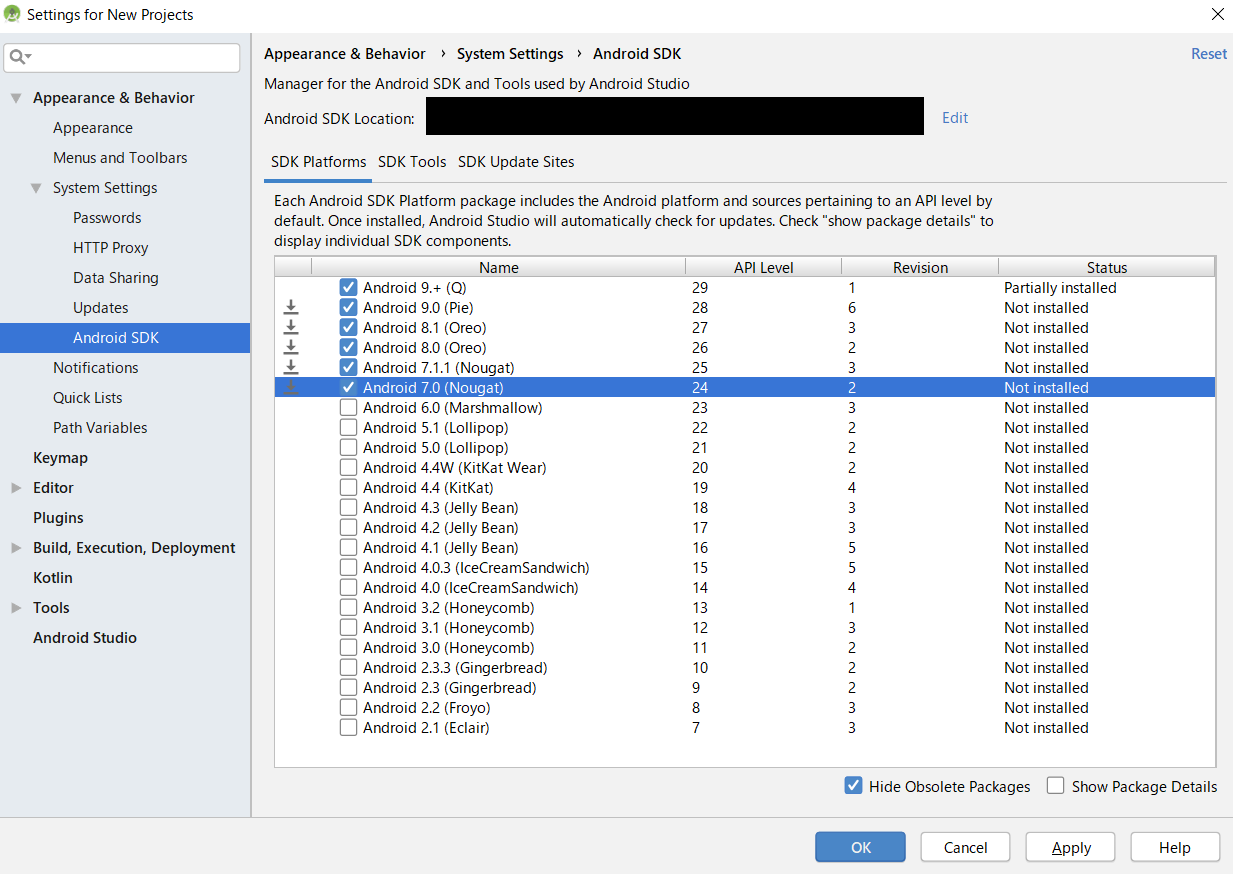 Settings for New Projects
Appearance & Behavior
Appearance
Menus and Toolbars
System Settings
Passwords
HTTP Proxy
Data Sharing
Updates
Android SDK
Notifications
Quick Lists
Path Variables
Keymap
Editor
Plugins
Build, Execution, Deployment
Kotlin
Tools
Android Studio
Appearance & Behavior › System Settings › Android SDK Reset
Manager for the Android SDK and Tools used by Android Studio
Android SDK Location: Edit
SDK Platforms SDK Tools SDK Update Sites
Each Android SDK Platform package includes the Android platform and sources pertaining to an API level by
default. Once installed, Android Studio will automatically check for updates. Check "show package details" to
display individual SDK components.
Name API Level Revision Status
Android 9.+ (Q) 29 1 Partially installed
Android 9.0 (Pie) 28 6 Not installed
Android 8.1 (Oreo) 27 3 Not installed
Android 8.0 (Oreo) 26 2 Not installed
Android 7.1.1 (Nougat) 25 3 Not installed
Android 7.0 (Nougat) 24 2 Not installed
Android 6.0 (Marshmallow) 23 3 Not installed
Android 5.1 (Lollipop) 22 2 Not installed
Android 5.0 (Lollipop) 21 2 Not installed
Android 4.4W (KitKat Wear) 20 2 Not installed
Android 4.4 (KitKat) 19 4 Not installed
Android 4.3 (Jelly Bean) 18 3 Not installed
Android 4.2 (Jelly Bean) 17 3 Not installed
Android 4.1 (Jelly Bean) 16 5 Not installed
Android 4.0.3 (IceCreamSandwich) 15 5 Not installed
Android 4.0 (IceCreamSandwich) 14 4 Not installed
Android 3.2 (Honeycomb) 13 1 Not installed
Android 3.1 (Honeycomb) 12 3 Not installed
Android 3.0 (Honeycomb) 11 2 Not installed
Android 2.3.3 (Gingerbread) 10 2 Not installed
Android 2.3 (Gingerbread) 9 2 Not installed
Android 2.2 (Froyo) 8 3 Not installed
Android 2.1 (Eclair) 7 3 Not installed
Hide Obsolete Packages Show Package Details
OK Cancel Apply Help